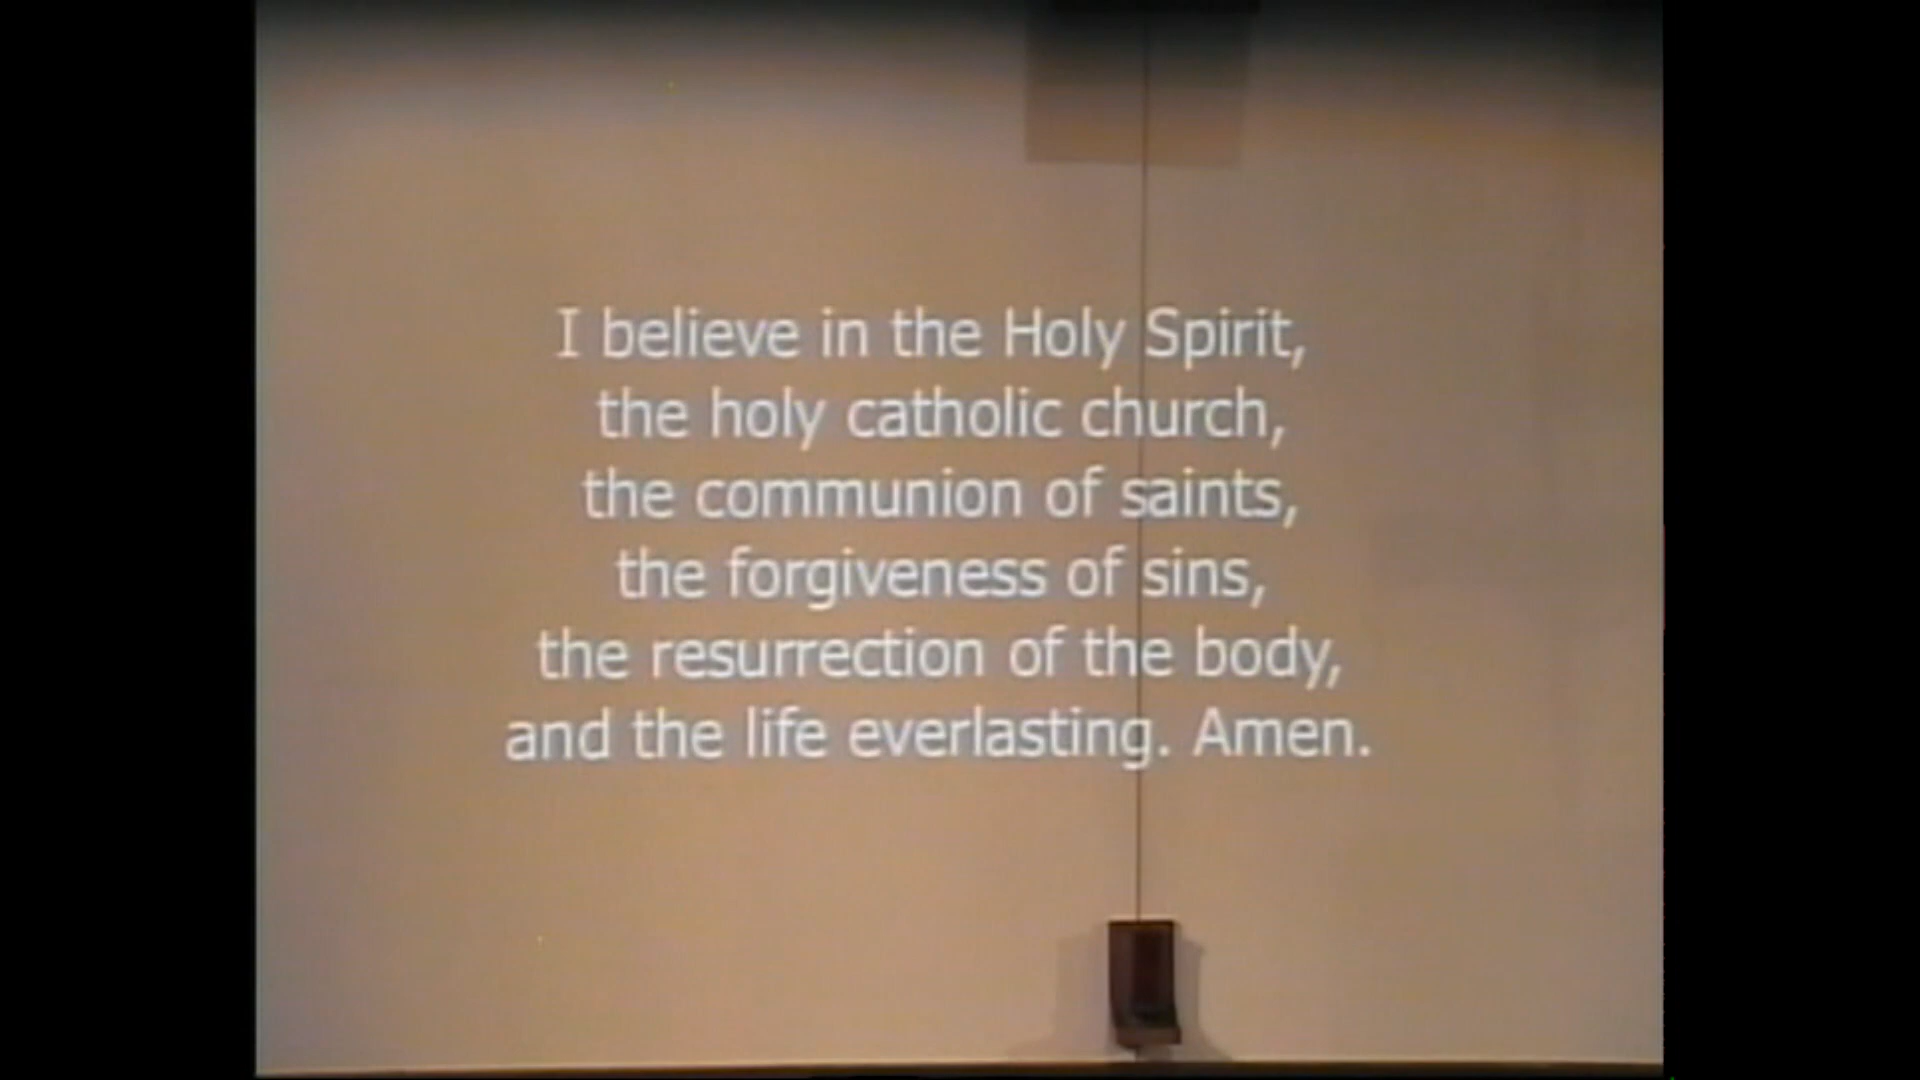 I believe in the Holy Spirit,
the holy catholic church,
the communion of saints,
the forgiveness of sins,
the resurrection of the body,
and the life everlasting. Amen.